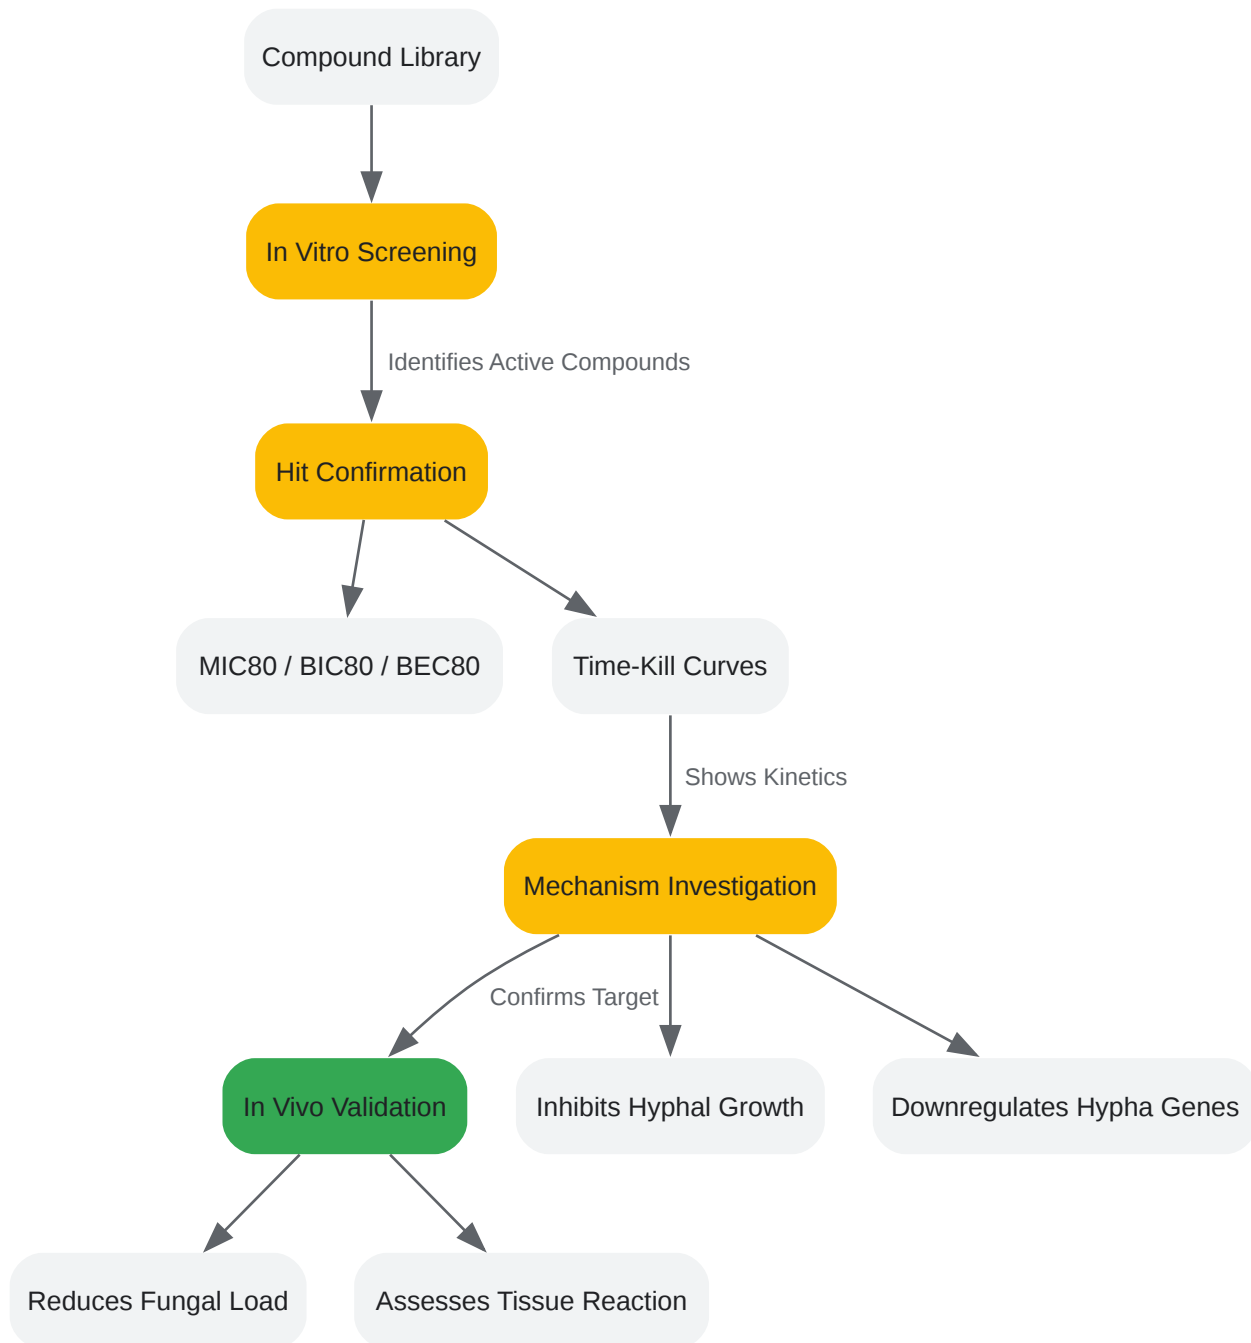 Compound Library
In Vitro Screening
Identifies Active Compounds
Hit Confirmation
MIC80 / BIC80 / BEC80
Time-Kill Curves
Shows Kinetics
Mechanism Investigation
Confirms Target
In Vivo Validation
Inhibits Hyphal Growth
Downregulates Hypha Genes
Reduces Fungal Load
Assesses Tissue Reaction